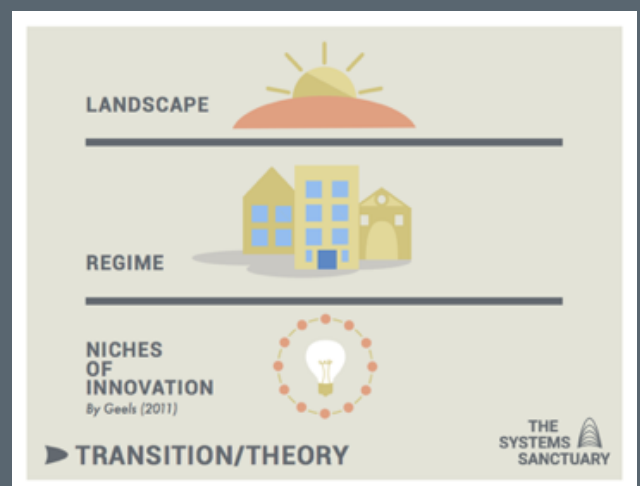 LANDSCAPE
REGIME
NICHES
OF
INNOVATION
By Geels (2011)
TRANSITION/THEORY
THE
SYSTEMS
SANCTUARY